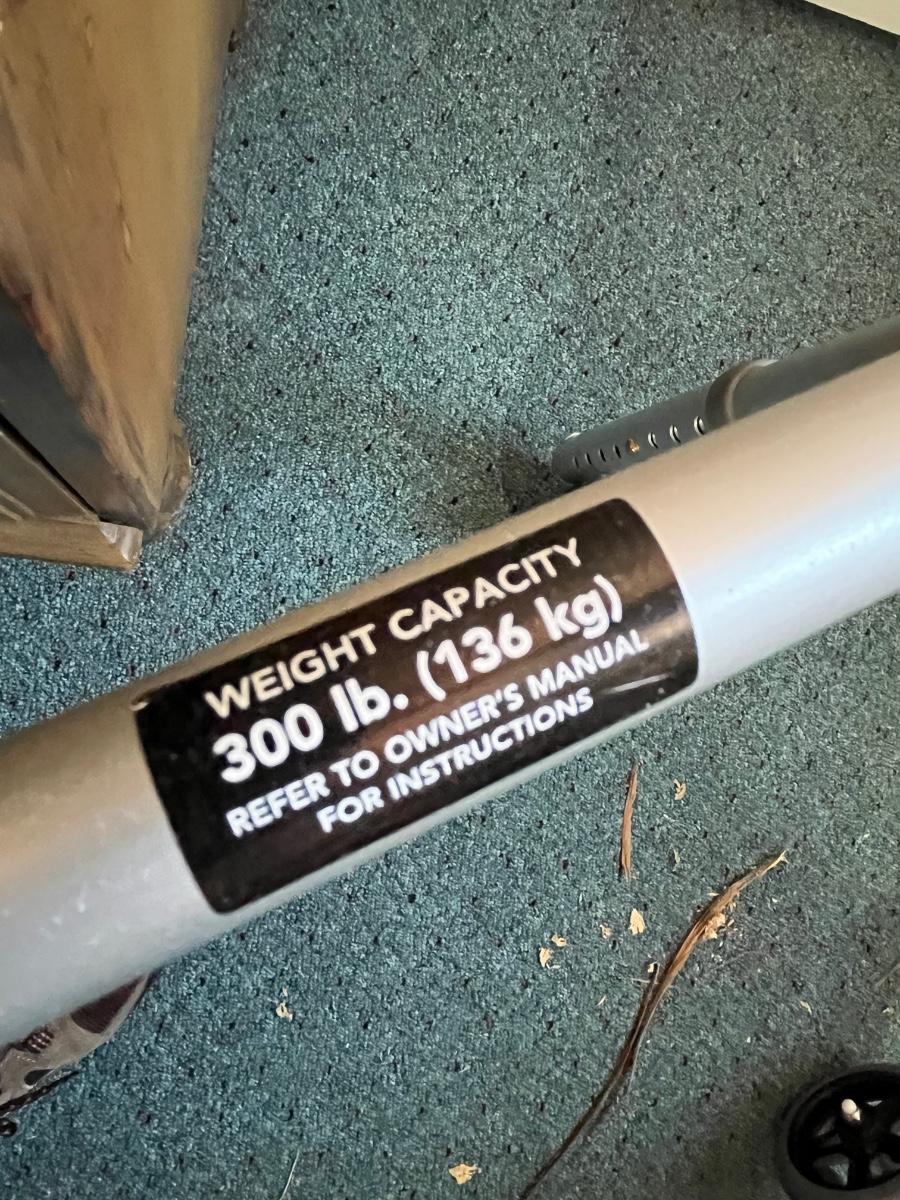 WEIGHT CAPACITY
300 lb. (136 kg)
REFER TO OWNER'S MANUAL
FOR INSTRUCTIONS